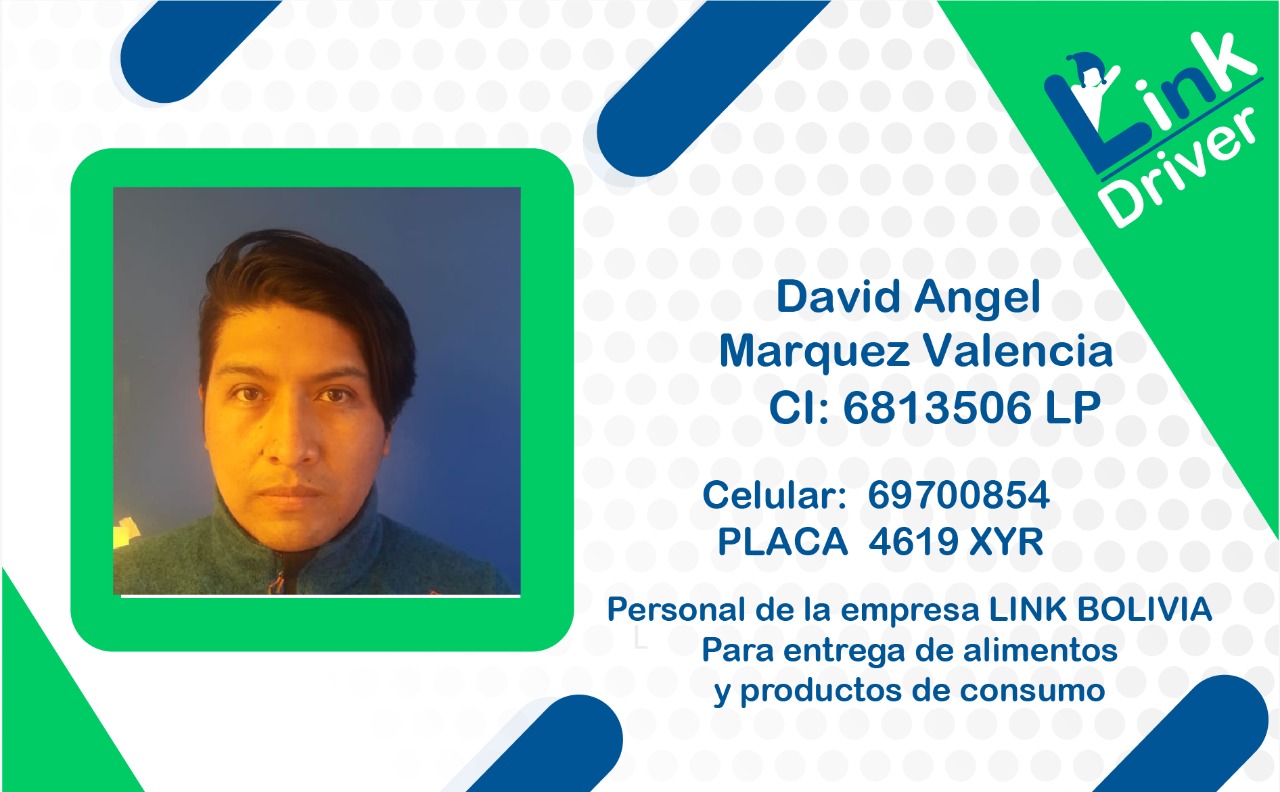 Link
Driver
David Angel
Marquez Valencia
CI: 6813506 LP
Celular: 69700854
PLACA 4619 XYR
Personal de la empresa LINK BOLIVIA
L
Para entrega de alimentos
y productos de consumo